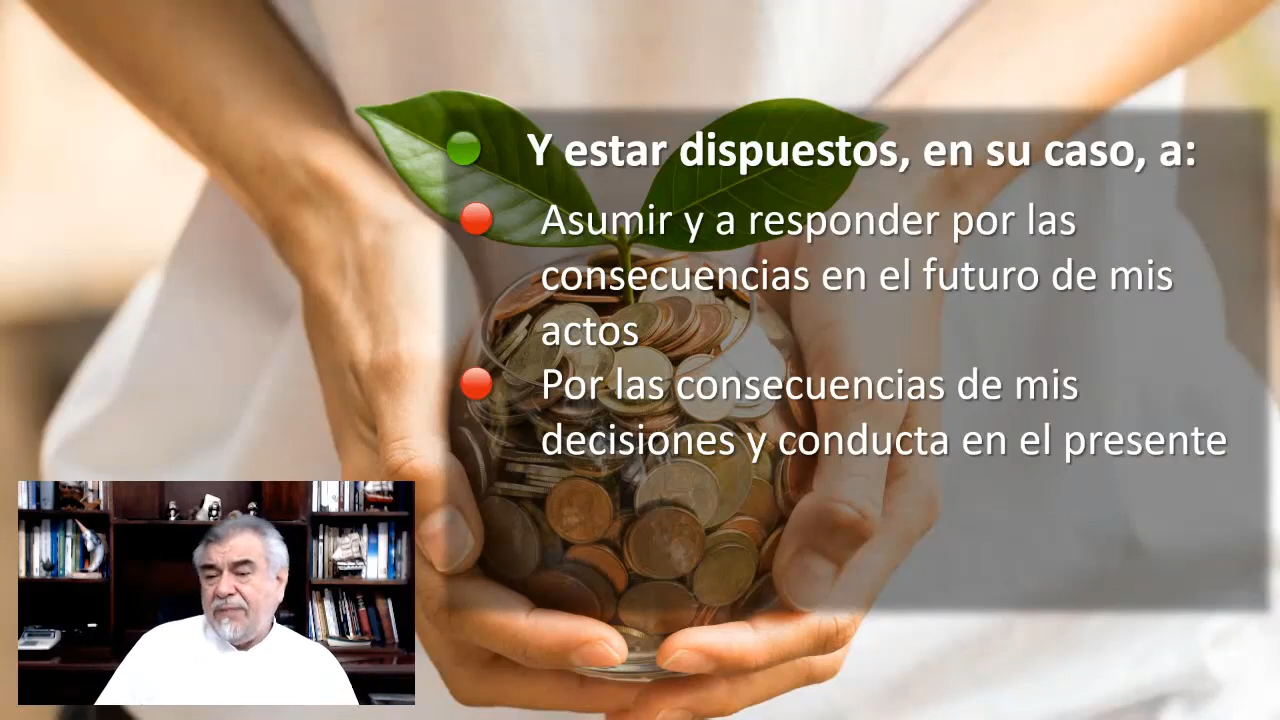 Y estar dispuestos, en su caso, a:
Asumir y a responder por las
consecuencias en el futuro de mis
actos
Por las consecuencias de mis
decisiones y conducta en el presente